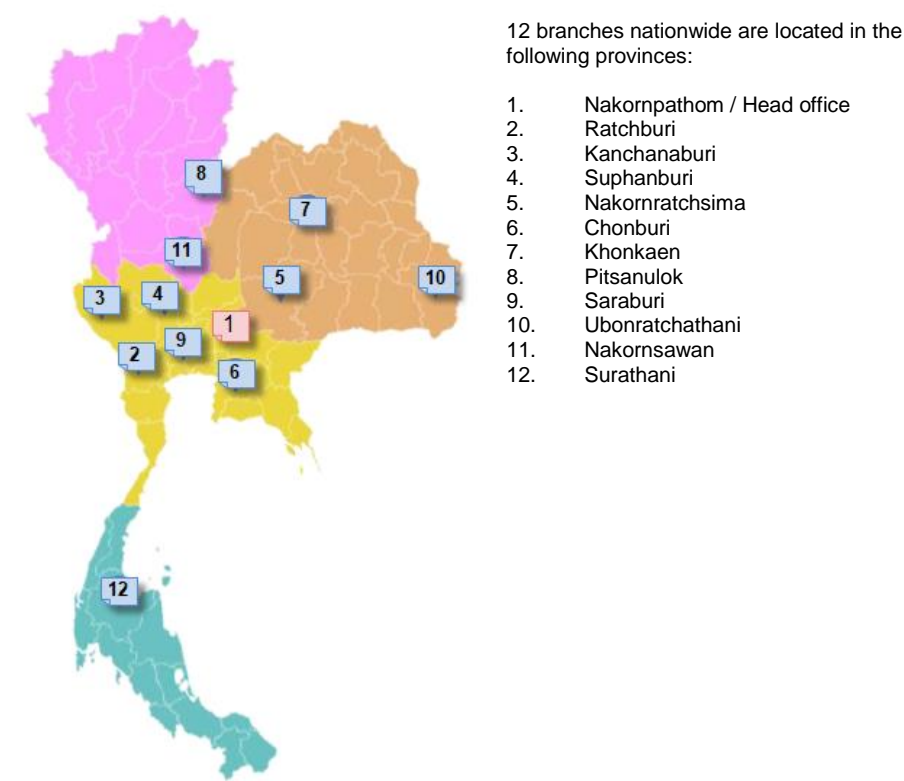 12 branches nationwide are located in the
following provinces:
1. Nakornpathom / Head office
2. Ratchburi
3. Kanchanaburi
4. Suphanburi
5. Nakornratchsima
6. Chonburi
7. Khonkaen
8. Pitsanulok
9. Saraburi
10. Ubonratchathani
11. Nakornsawan
12. Surathani
8
7
11
10
5
3
4
1
9
2
6
12